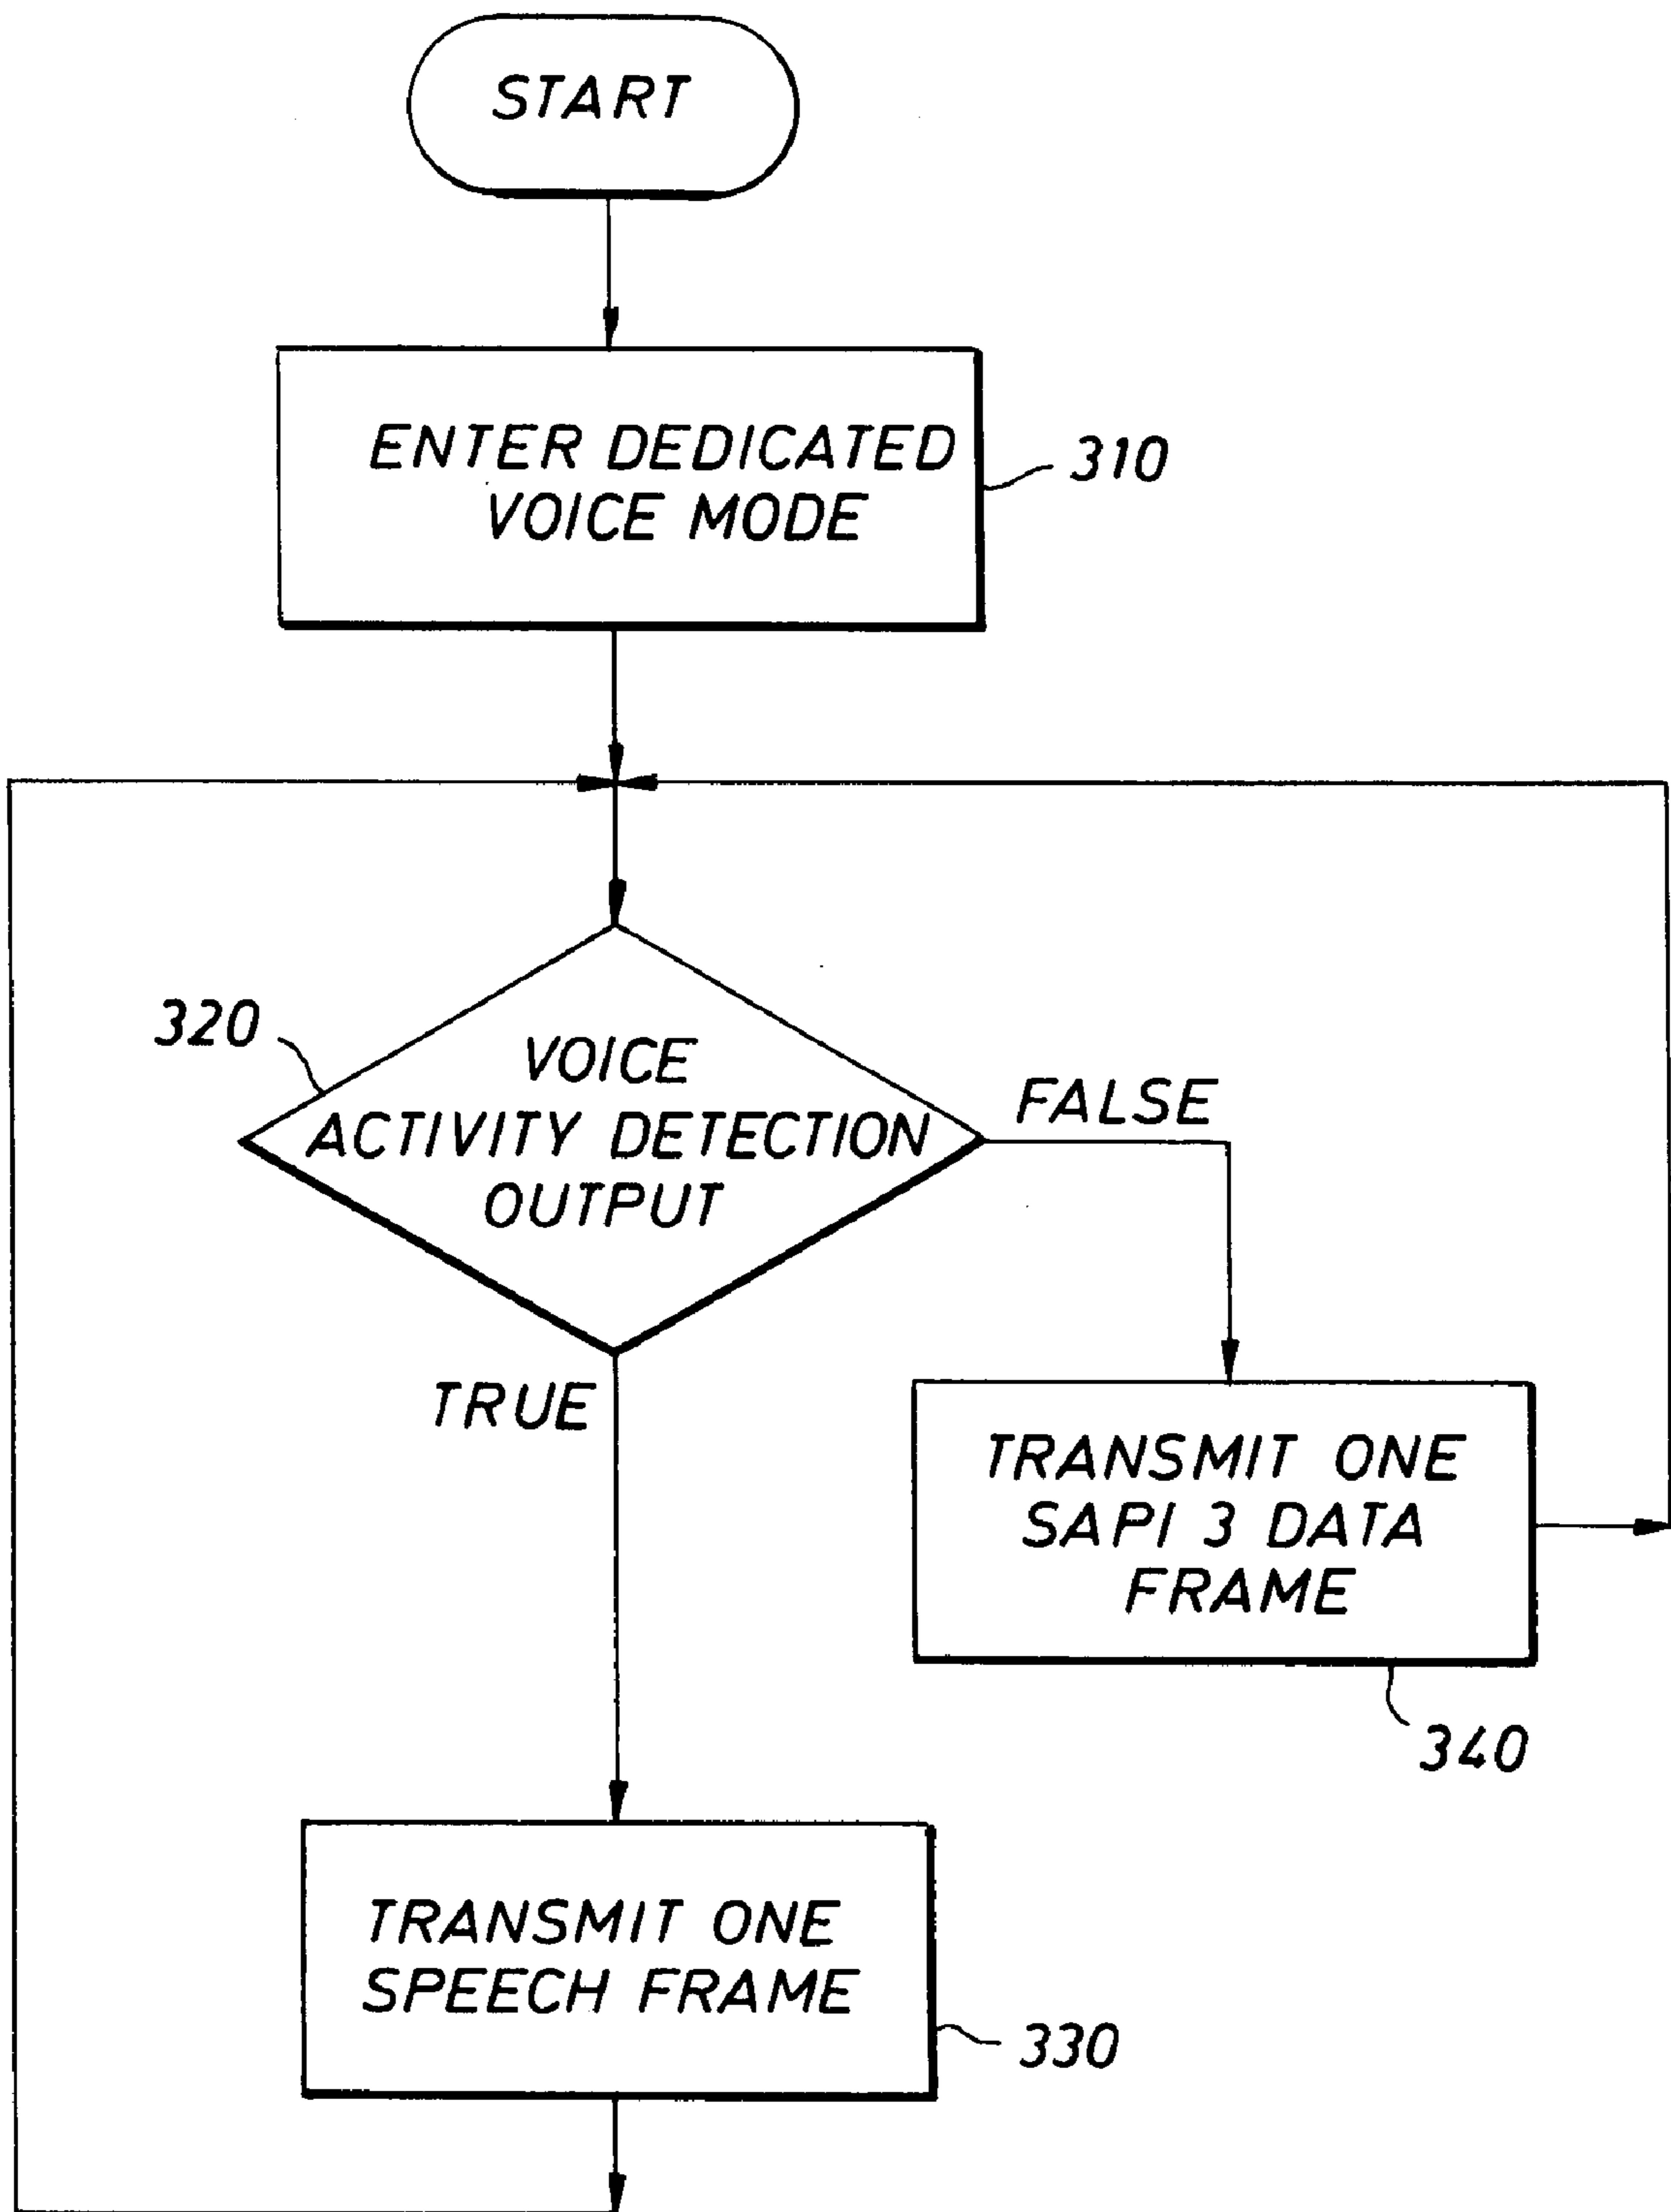 START
ENTER DEDICATED
VOICE MODE
310
320
VOICE
ACTIVITY DETECTION
OUTPUT
FALSE
TRUE
TRANSMIT ONE
SAPI 3 DATA
FRAME
340
TRANSMIT ONE
SPEECH FRAME
330